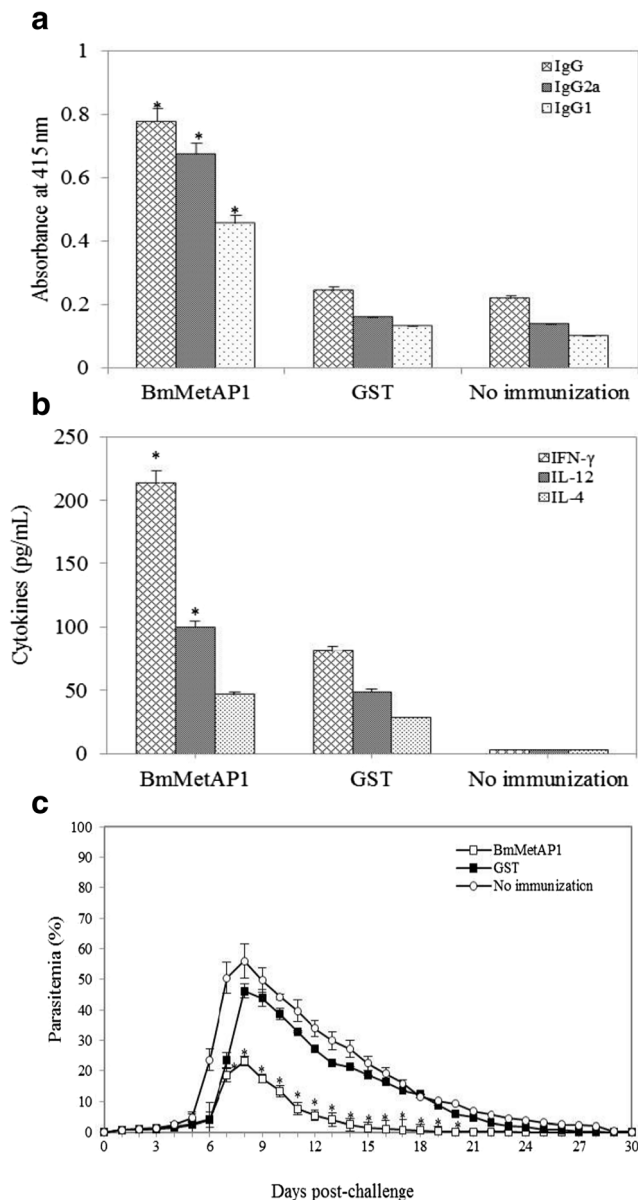 a
1
0.8
0.6
0.4
0.2
0
Absorbance at 415 nm
IgG
IgG2a
IgG1
* * *
BmMetAP1 GST No immunization
b
250
200
150
100
50
0
Cytokines (pg/mL)
IFN-γ
IL-12
IL-4
* *
BmMetAP1 GST No immunization
c
100
90
80
70
60
50
40
30
20
10
0
Parasitemia (%)
BmMetAP1
GST
No immunization
* * * * * * * * * * * * * *
0 3 6 9 12 15 18 21 24 27 30
Days post-challenge